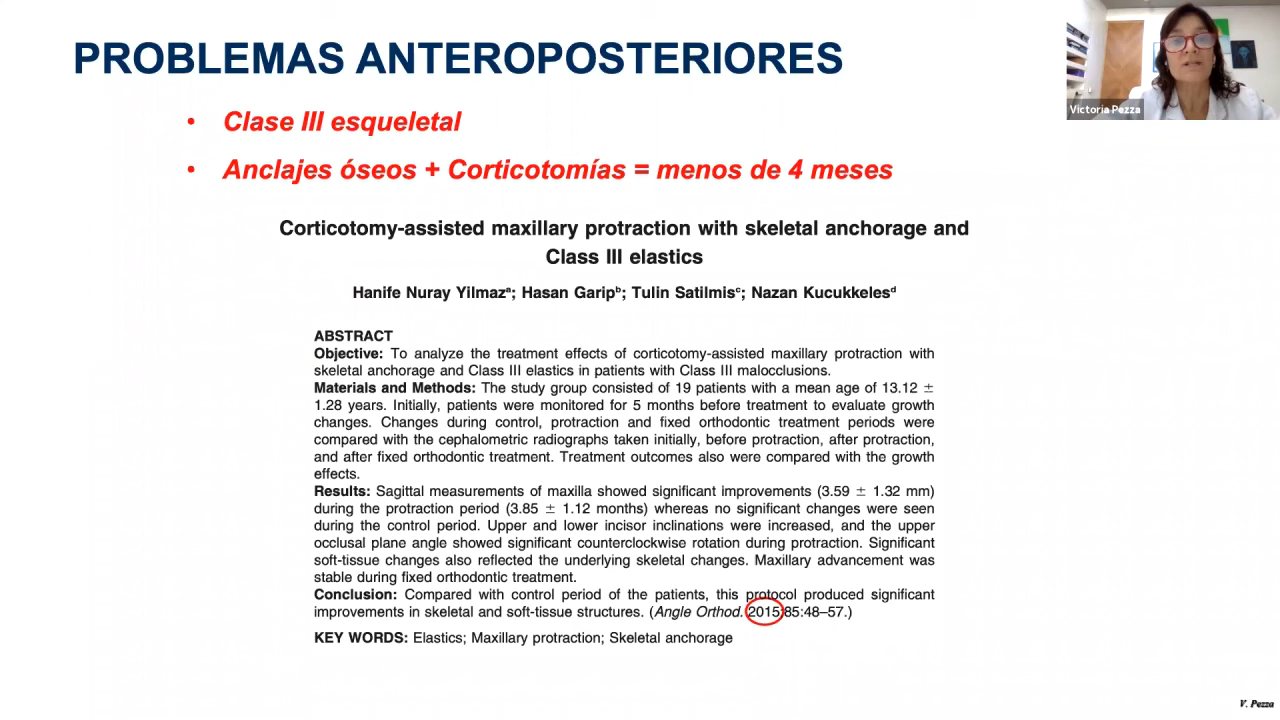 PROBLEMAS ANTEROPOSTERIORES
Victoria Pezza
• Clase III esqueletal
• Anclajes óseos + Corticotomías = menos de 4 meses
Corticotomy-assisted maxillary protraction with skeletal anchorage and
Class III elastics
Hanife Nuray Yilmazᵃ; Hasan Garipᵇ; Tulin Satilmisᶜ; Nazan Kucukkelesᵈ
ABSTRACT
Objective: To analyze the treatment effects of corticotomy-assisted maxillary protraction with
skeletal anchorage and Class III elastics in patients with Class III malocclusions.
Materials and Methods: The study group consisted of 19 patients with a mean age of 13.12 ±
1.28 years. Initially, patients were monitored for 5 months before treatment to evaluate growth
changes. Changes during control, protraction and fixed orthodontic treatment periods were
compared with the cephalometric radiographs taken initially, before protraction, after protraction,
and after fixed orthodontic treatment. Treatment outcomes also were compared with the growth
effects.
Results: Sagittal measurements of maxilla showed significant improvements (3.59 ± 1.32 mm)
during the protraction period (3.85 ± 1.12 months) whereas no significant changes were seen
during the control period. Upper and lower incisor inclinations were increased, and the upper
occlusal plane angle showed significant counterclockwise rotation during protraction. Significant
soft-tissue changes also reflected the underlying skeletal changes. Maxillary advancement was
stable during fixed orthodontic treatment.
Conclusion: Compared with control period of the patients, this protocol produced significant
improvements in skeletal and soft-tissue structures. (Angle Orthod. 2015;85:48–57.)
KEY WORDS: Elastics; Maxillary protraction; Skeletal anchorage
V. Pezza